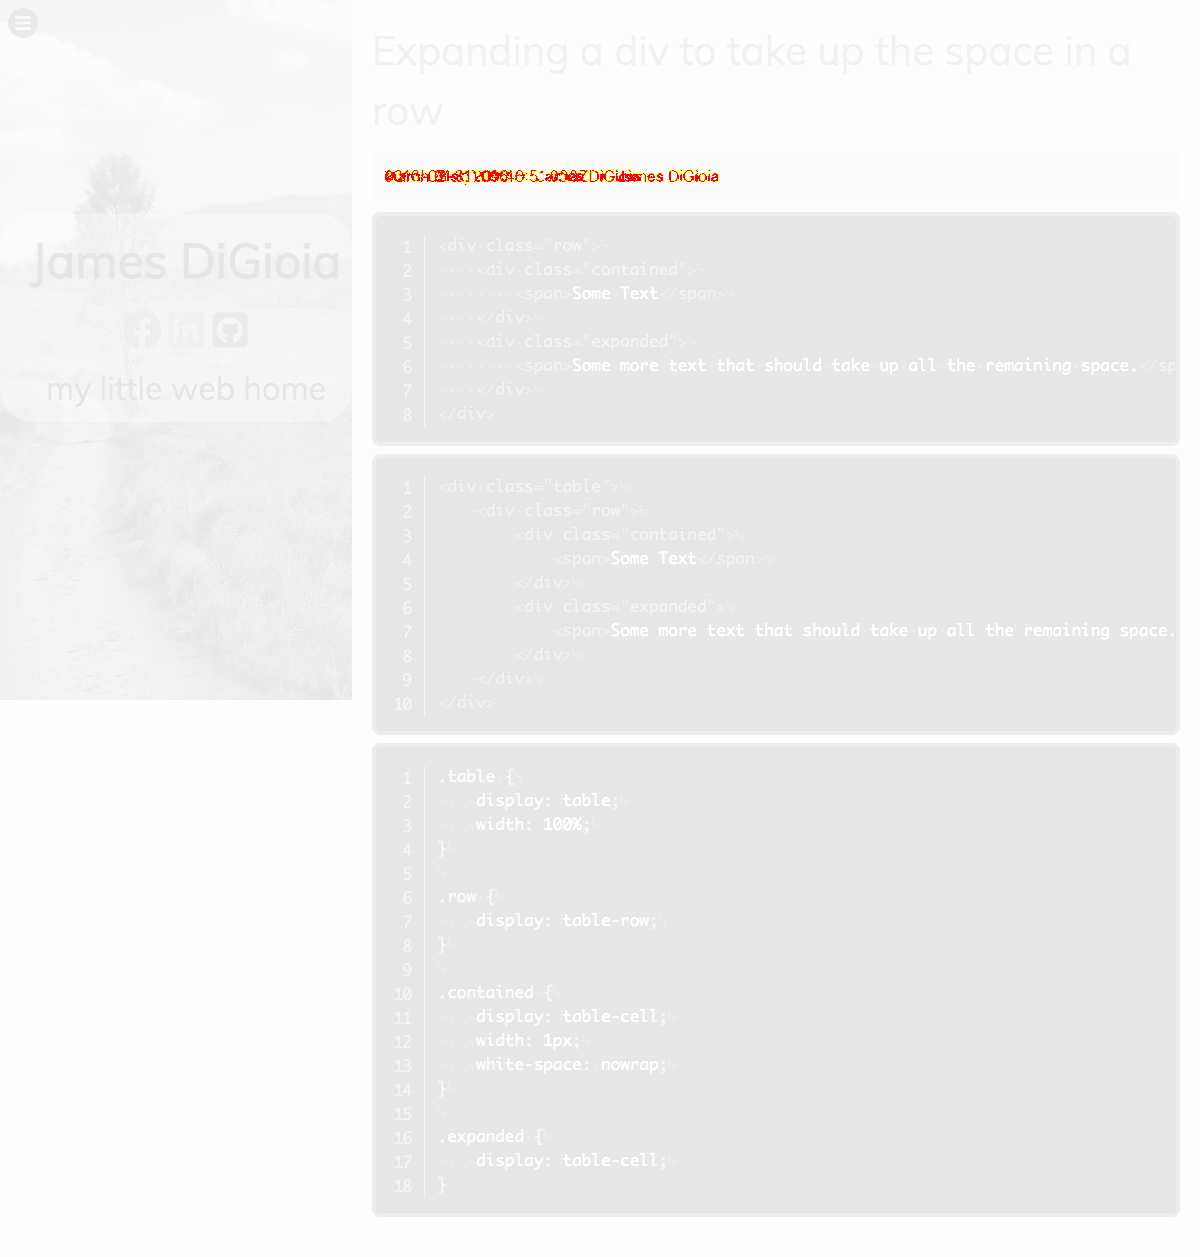 Expanding a div to take up the space in a
row
James DiGioia
my little web home
James DiGioia
1 <div class="row">
2     <div class="contained">
3         <span>Some Text</span>
4     </div>
5     <div class="expanded">
6         <span>Some more text that should take up all the remaining space.</sp
7     </div>
8 </div>
1 <div class="table">
2     <div class="row">
3         <div class="contained">
4             <span>Some Text</span>
5         </div>
6         <div class="expanded">
7             <span>Some more text that should take up all the remaining space.
8         </div>
9     </div>
10 </div>
1 .table {
2     display: table;
3     width: 100%;
4 }
5
6 .row {
7     display: table-row;
8 }
9
10 .contained {
11     display: table-cell;
12     width: 1px;
13     white-space: nowrap;
14 }
15
16 .expanded {
17     display: table-cell;
18 }